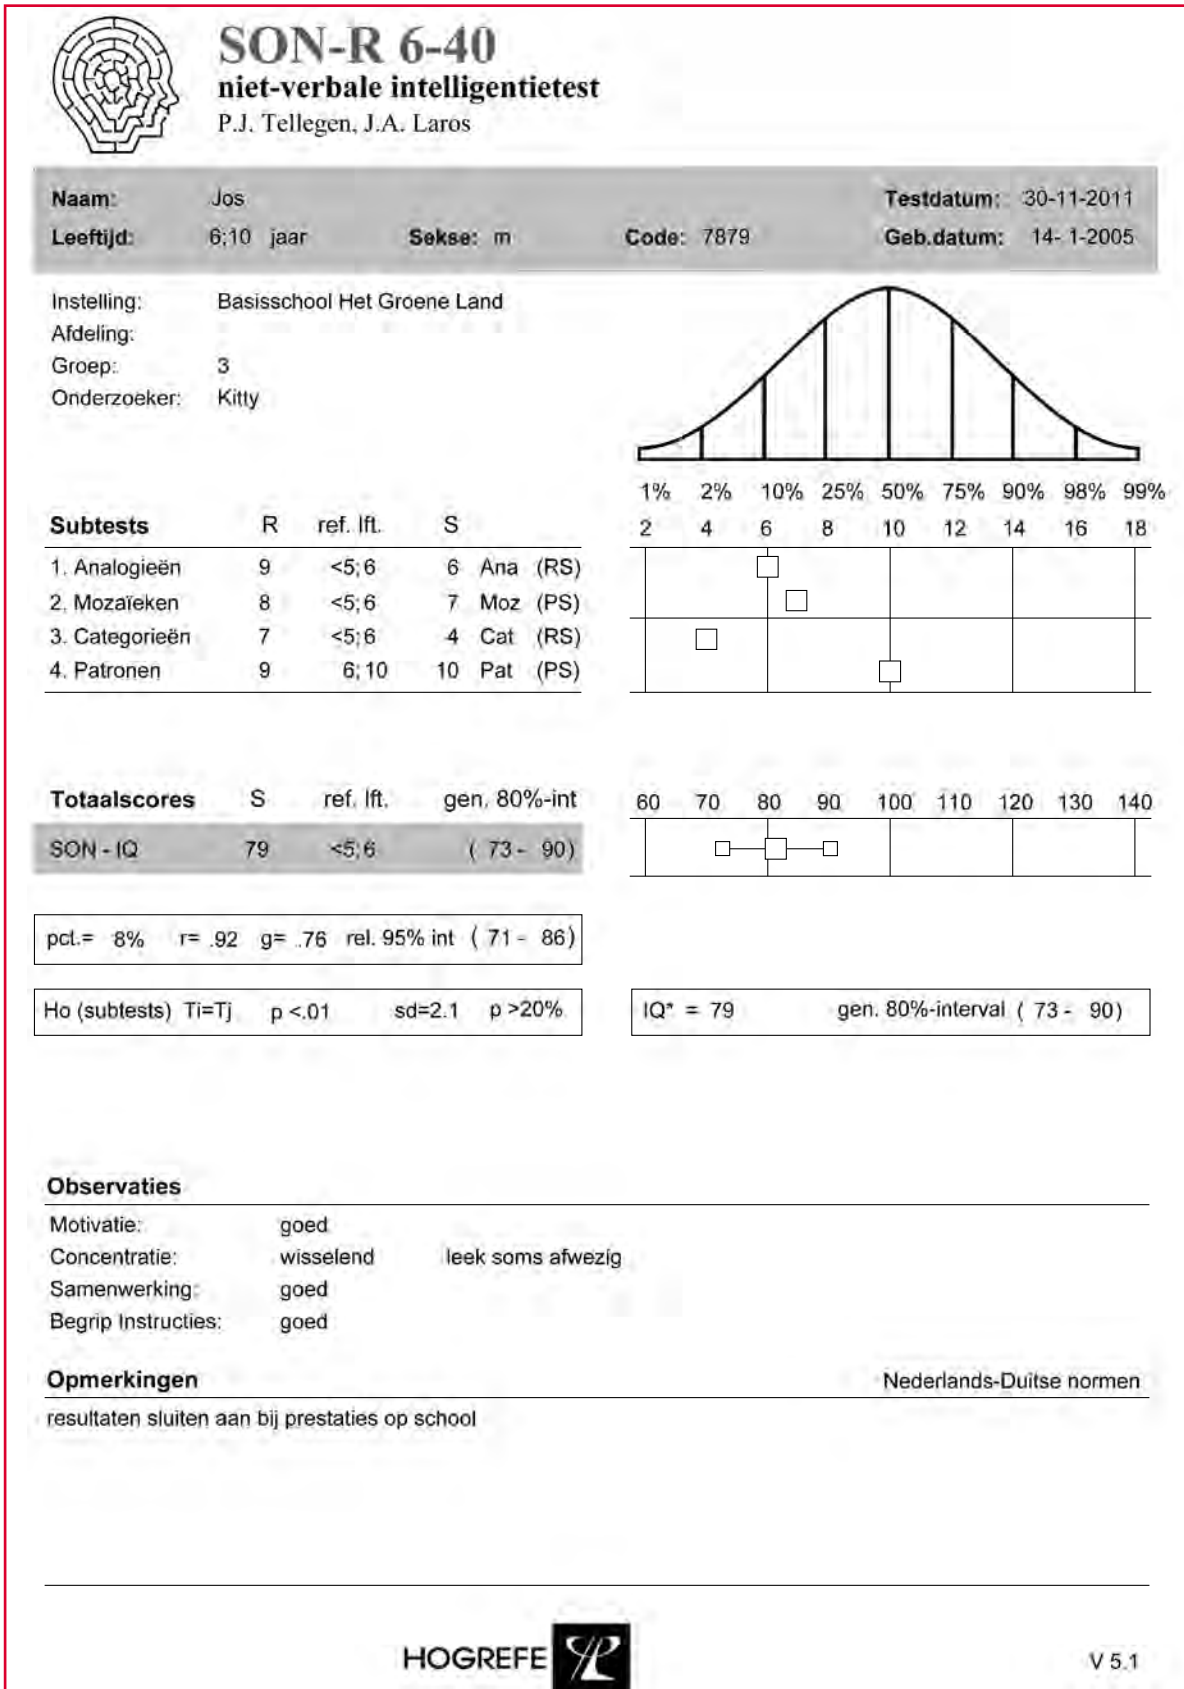 SON-R 6-40
niet-verbale intelligentietest
P.J. Tellegen, J.A. Laros
Naam: Jos Testdatum: 30-11-2011
Leeftijd: 6;10 jaar Sekse: m Code: 7879 Geb.datum: 14- 1-2005
Instelling: Basisschool Het Groene Land
Afdeling:
Groep: 3
Onderzoeker: Kitty
1% 2% 10% 25% 50% 75% 90% 98% 99%
Subtests R ref. lft. S 2 4 6 8 10 12 14 16 18
1. Analogieën 9 <5;6 6 Ana (RS)
2. Mozaïeken 8 <5;6 7 Moz (PS)
3. Categorieën 7 <5;6 4 Cat (RS)
4. Patronen 9 6;10 10 Pat (PS)
Totaalscores S ref. lft. gen. 80%-int 60 70 80 90 100 110 120 130 140
SON - IQ 79 <5;6 ( 73 - 90)
pct.= 8% r= .92 g= .76 rel. 95% int ( 71 - 86)
Ho (subtests) Ti=Tj p <.01 sd=2.1 p >20% IQ* = 79 gen. 80%-interval ( 73 - 90)
Observaties
Motivatie: goed
Concentratie: wisselend leek soms afwezig
Samenwerking: goed
Begrip Instructies: goed
Opmerkingen Nederlands-Duitse normen
resultaten sluiten aan bij prestaties op school
HOGREFE V 5.1